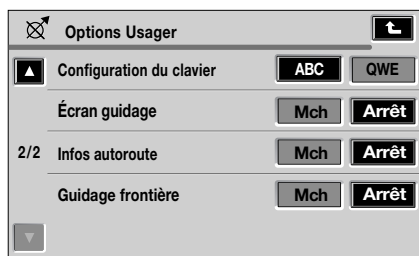 Options Usager
Configuration du clavier ABC QWE
Écran guidage Mch Arrêt
2/2 Infos autoroute Mch Arrêt
Guidage frontière Mch Arrêt